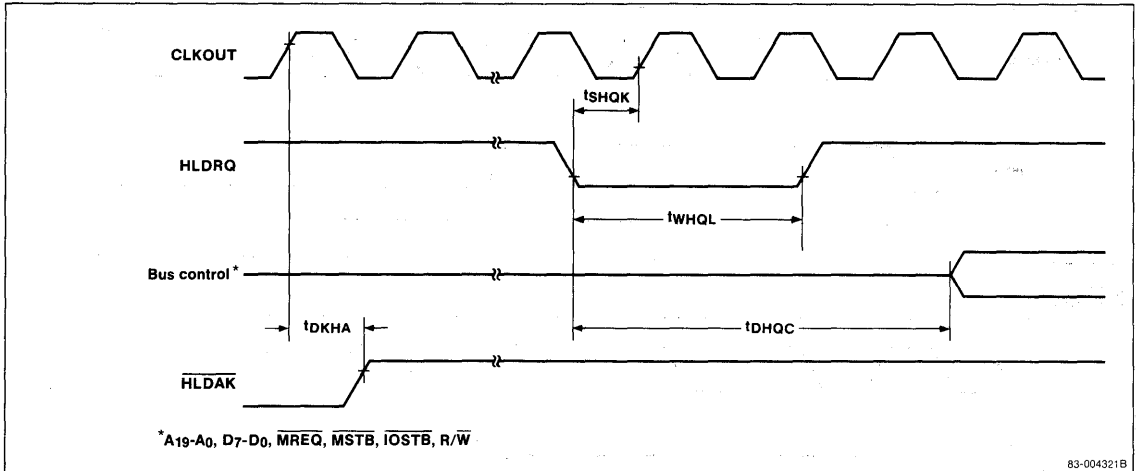 CLKOUT
tSHQK
HLDRQ
tWHQL
Bus control*
tDKHA
tDHQC
HLDAK
*A19-A0, D7-D0, MREQ, MSTB, IOSTB, R/W
83-004321B